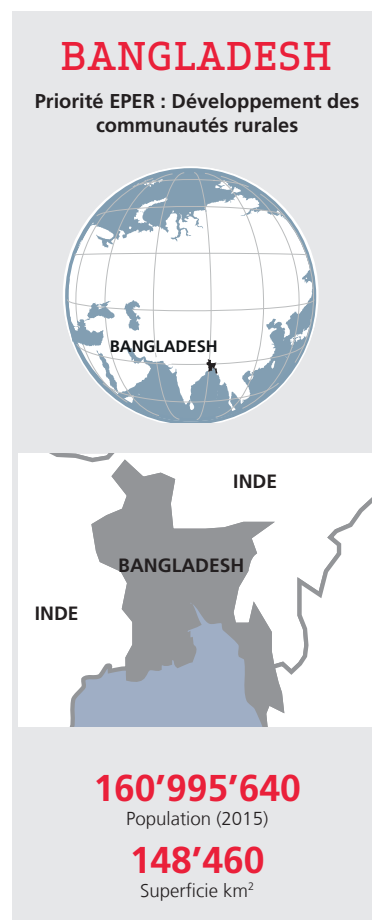 BANGLADESH
Priorité EPER : Développement des
communautés rurales
BANGLADESH
INDE
BANGLADESH
INDE
160’995’640
Population (2015)
148’460
Superficie km²